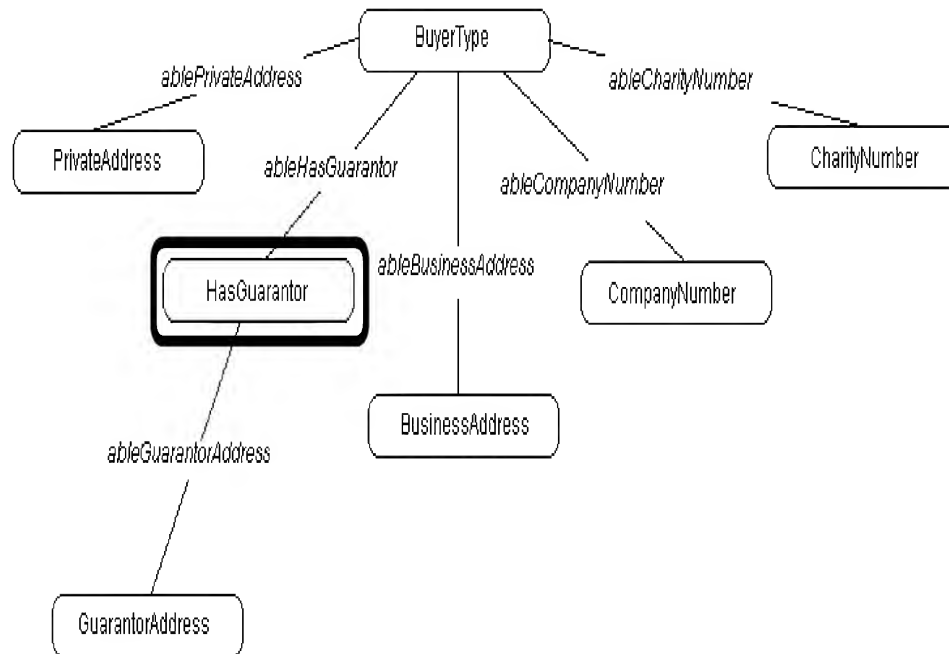 BuyerType
ablePrivateAddress
ableCharityNumber
PrivateAddress
ableHasGuarantor
CharityNumber
ableCompanyNumber
ableBusinessAddress
HasGuarantor
CompanyNumber
BusinessAddress
ableGuarantorAddress
GuarantorAddress